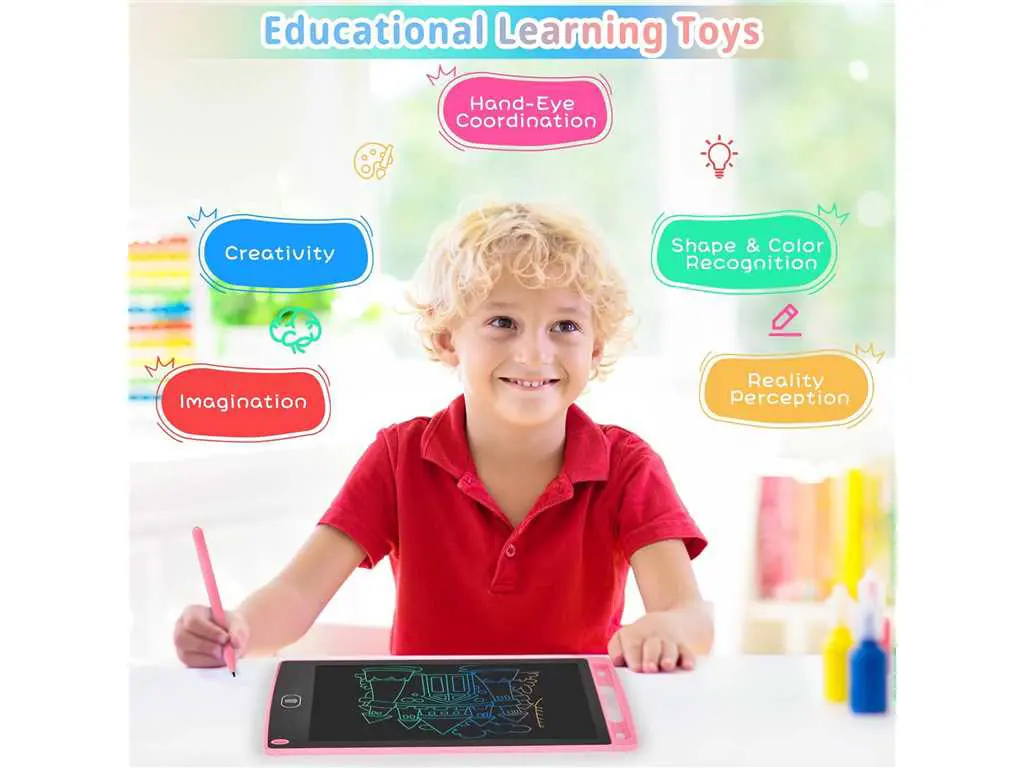 Educational Learning Toys
Hand-Eye
Coordination
Creativity
Shape & Color
Recognition
Imagination
Reality
Perception